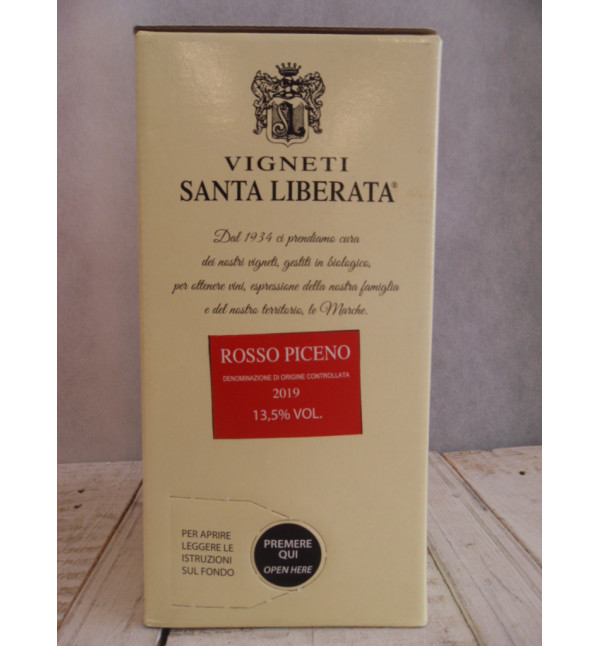 SL
VIGNETI
SANTA LIBERATA®
Dal 1934 ci prendiamo cura
dei nostri vigneti, gestiti in biologico,
per ottenere vini, espressione della nostra famiglia
e del nostro territorio, le Marche.
ROSSO PICENO
DENOMINAZIONE DI ORIGINE CONTROLLATA
2019
13,5% VOL.
PER APRIRE
LEGGERE LE
ISTRUZIONI
SUL FONDO
PREMERE
QUI
OPEN HERE